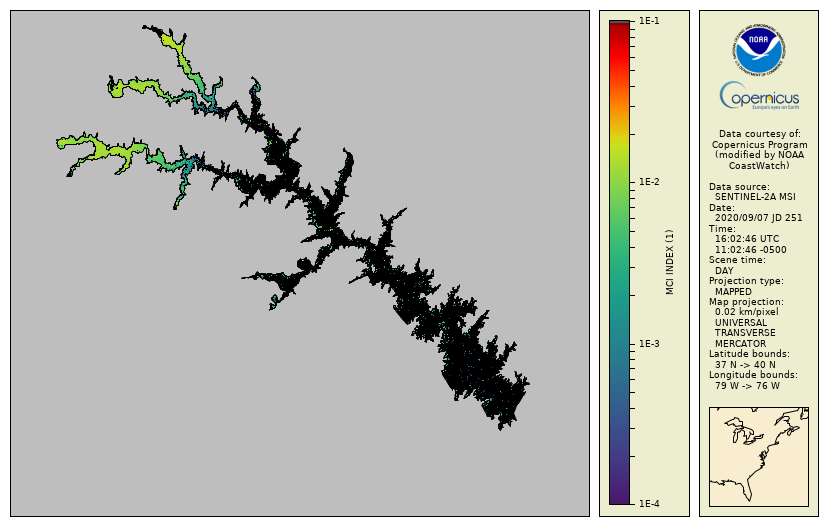 1E-1
1E-2
1E-3
1E-4
MCI INDEX (1)
NOAA
Copernicus
Europe's eyes on Earth
Data courtesy of:
Copernicus Program
(modified by NOAA
CoastWatch)
Data source:
SENTINEL-2A MSI
Date:
2020/09/07 JD 251
Time:
16:02:46 UTC
11:02:46 -0500
Scene time:
DAY
Projection type:
MAPPED
Map projection:
0.02 km/pixel
UNIVERSAL
TRANSVERSE
MERCATOR
Latitude bounds:
37 N -> 40 N
Longitude bounds:
79 W -> 76 W